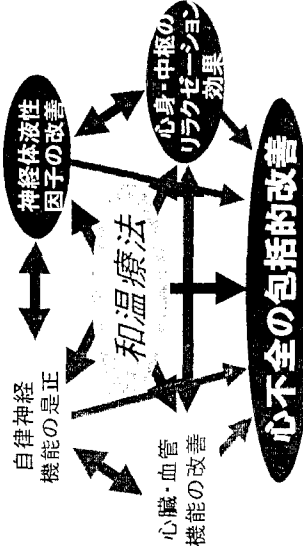 自律神経
機能の是正
神経体液性
因子の改善
和温療法
心臓・血管
機能の改善
心身・中枢の
リラクゼーション
効果
心不全の包括的改善